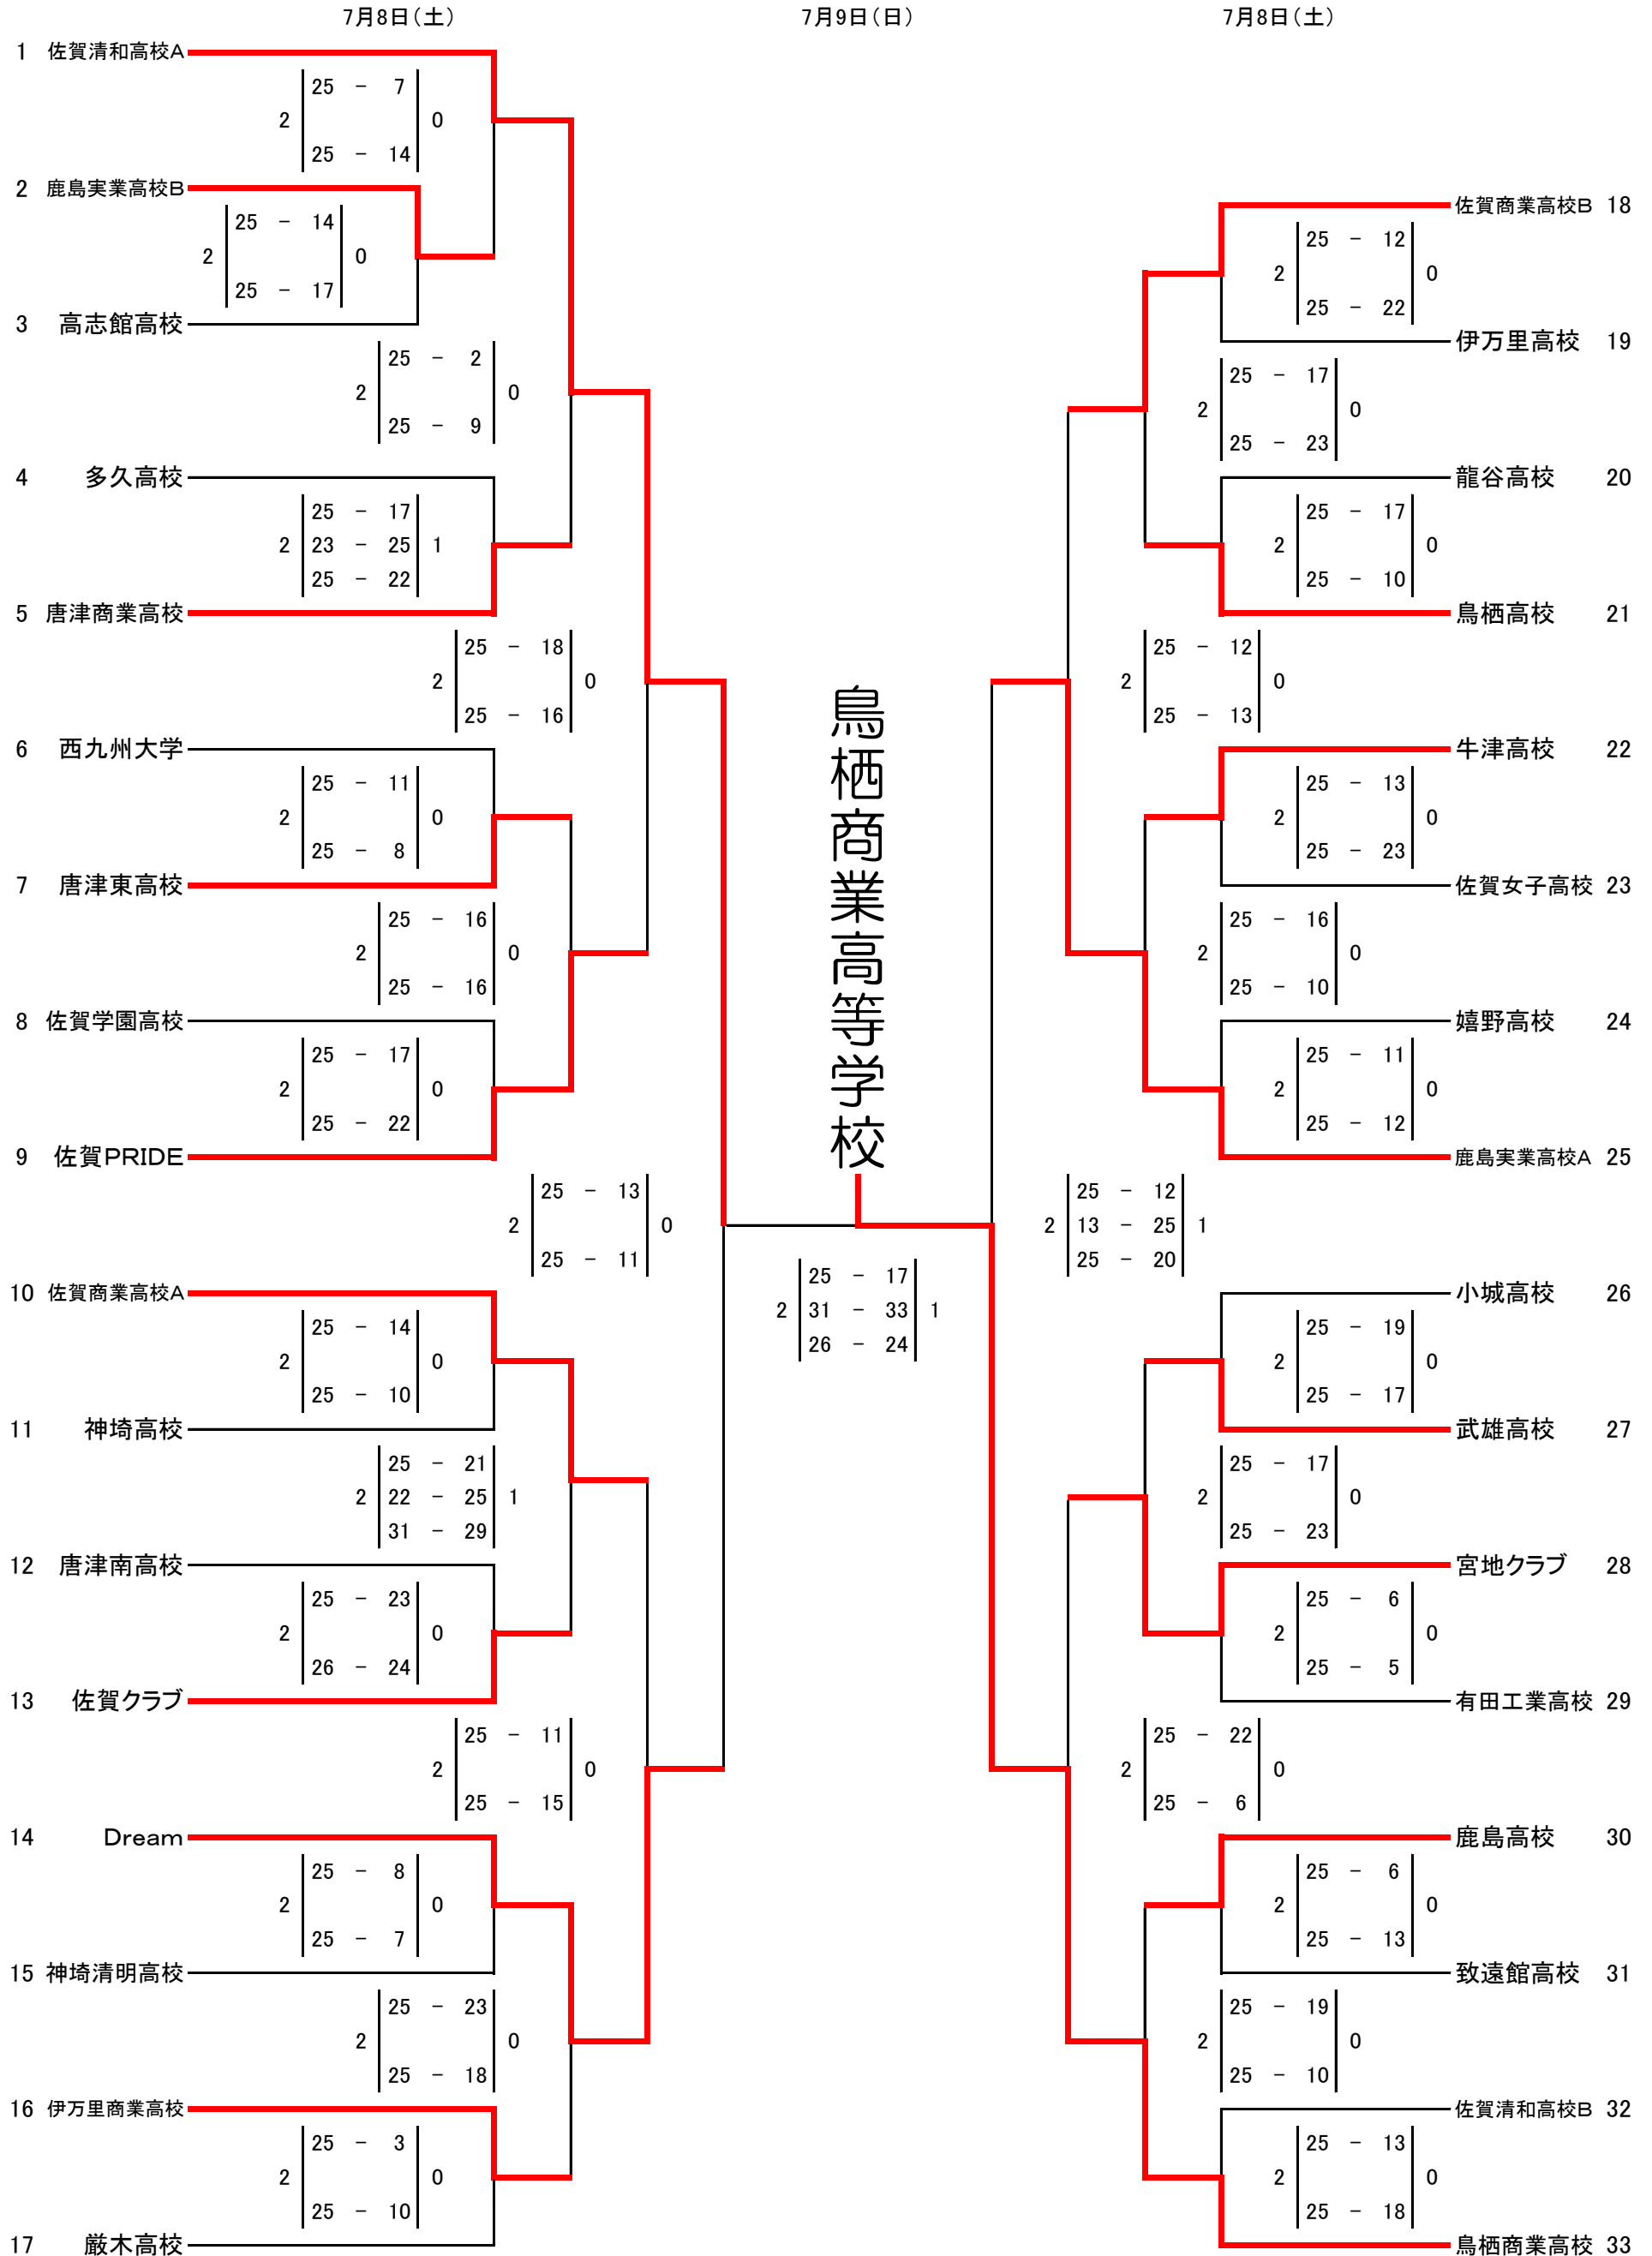 7月8日(土)
7月9日(日)
7月8日(土)
1 佐賀清和高校A
25 - 7
2 0
25 - 14
2 鹿島実業高校B
25 - 14
2 0
25 - 17
3 高志館高校
25 - 2
2 0
25 - 9
4 多久高校
25 - 17
2 23 - 25 1
25 - 22
5 唐津商業高校
25 - 18
2 0
25 - 16
6 西九州大学
25 - 11
2 0
25 - 8
7 唐津東高校
25 - 16
2 0
25 - 16
8 佐賀学園高校
25 - 17
2 0
25 - 22
9 佐賀PRIDE
25 - 13
2 0
25 - 11
10 佐賀商業高校A
25 - 14
2 0
25 - 10
11 神埼高校
25 - 21
2 22 - 25 1
31 - 29
12 唐津南高校
25 - 23
2 0
26 - 24
13 佐賀クラブ
25 - 11
2 0
25 - 15
14 Dream
25 - 8
2 0
25 - 7
15 神埼清明高校
25 - 23
2 0
25 - 18
16 伊万里商業高校
25 - 3
2 0
25 - 10
17 厳木高校
鳥栖商業高等学校
25 - 17
2 31 - 33 1
26 - 24
佐賀商業高校B 18
25 - 12
2 0
25 - 22
伊万里高校 19
25 - 17
2 0
25 - 23
龍谷高校 20
25 - 17
2 0
25 - 10
鳥栖高校 21
25 - 12
2 0
25 - 13
牛津高校 22
25 - 13
2 0
25 - 23
佐賀女子高校 23
25 - 16
2 0
25 - 10
嬉野高校 24
25 - 11
2 0
25 - 12
鹿島実業高校A 25
25 - 12
2 13 - 25 1
25 - 20
小城高校 26
25 - 19
2 0
25 - 17
武雄高校 27
25 - 17
2 0
25 - 23
宮地クラブ 28
25 - 6
2 0
25 - 5
有田工業高校 29
25 - 22
2 0
25 - 6
鹿島高校 30
25 - 6
2 0
25 - 13
致遠館高校 31
25 - 19
2 0
25 - 10
佐賀清和高校B 32
25 - 13
2 0
25 - 18
鳥栖商業高校 33